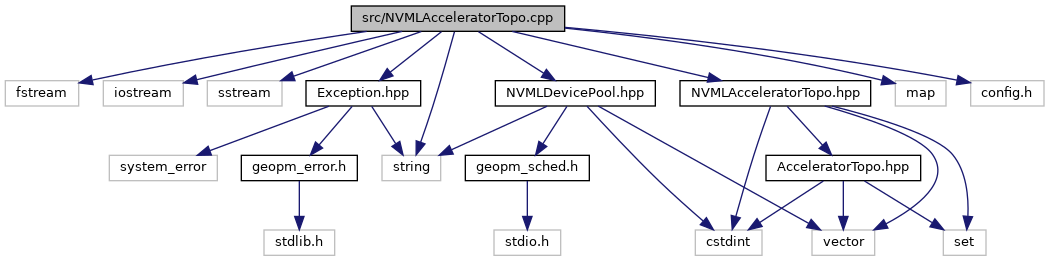 src/NVMLAcceleratorTopo.cpp
fstream
iostream
sstream
Exception.hpp
NVMLDevicePool.hpp
NVMLAcceleratorTopo.hpp
map
config.h
system_error
geopm_error.h
string
geopm_sched.h
AcceleratorTopo.hpp
stdlib.h
stdio.h
cstdint
vector
set